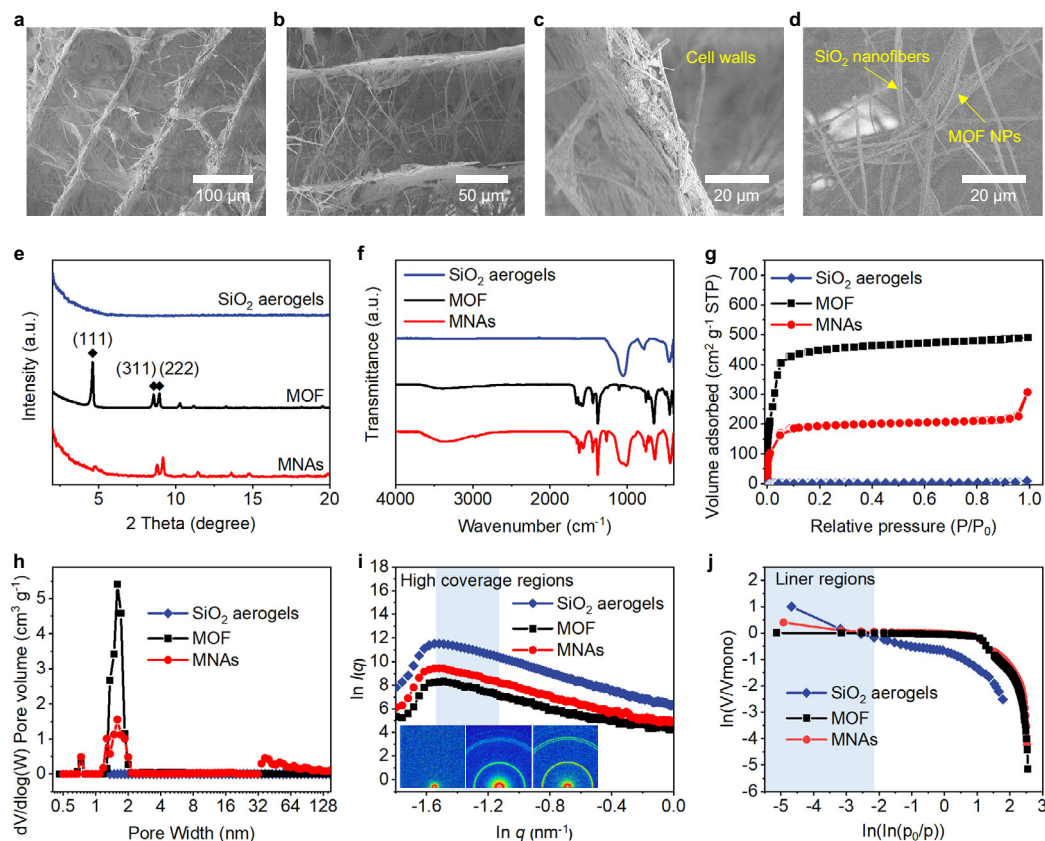 a
b
c
d
Cell walls
SiO2 nanofibers
MOF NPs
100 µm
50 µm
20 µm
20 µm
e
SiO2 aerogels
(111)
(311)
(222)
MOF
MNAs
Intensity (a.u.)
5
10
15
20
2 Theta (degree)
f
SiO2 aerogels
MOF
MNAs
Transmittance (a.u.)
4000
3000
2000
1000
Wavenumber (cm-1)
g
SiO2 aerogels
MOF
MNAs
Volume adsorbed (cm2 g-1 STP)
700
600
500
400
300
200
100
0
0.0
0.2
0.4
0.6
0.8
1.0
Relative pressure (P/P0)
h
SiO2 aerogels
MOF
MNAs
dV/dlog(W) Pore volume (cm3 g-1)
5
4
3
2
1
0
0.5
1
2
4
8
16
32
64
128
Pore Width (nm)
i
High coverage regions
SiO2 aerogels
MOF
MNAs
ln I(q)
18
16
14
12
10
8
6
4
2
0
-1.6
-1.2
-0.8
-0.4
0.0
ln q (nm-1)
j
Liner regions
SiO2 aerogels
MOF
MNAs
ln(V/Vmono)
2
1
0
-1
-2
-3
-4
-5
-6
-5
-4
-3
-2
-1
0
1
2
3
ln(ln(p0/p))